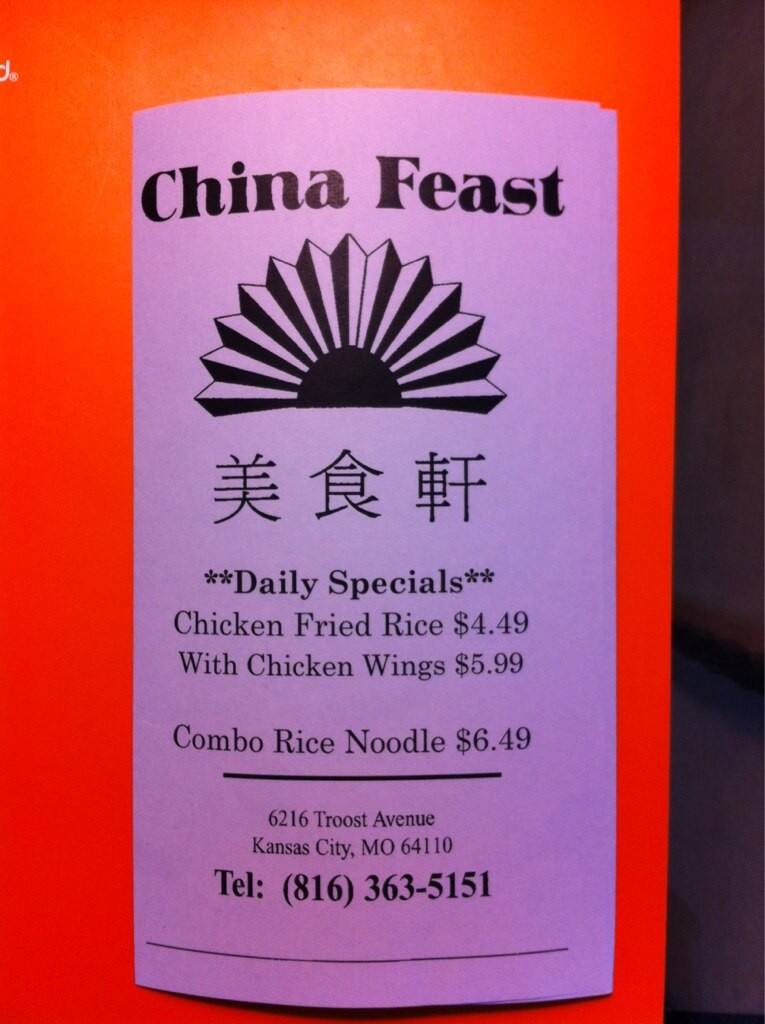 China Feast
美食軒
**Daily Specials**
Chicken Fried Rice $4.49
With Chicken Wings $5.99
Combo Rice Noodle $6.49
6216 Troost Avenue
Kansas City, MO 64110
Tel: (816) 363-5151